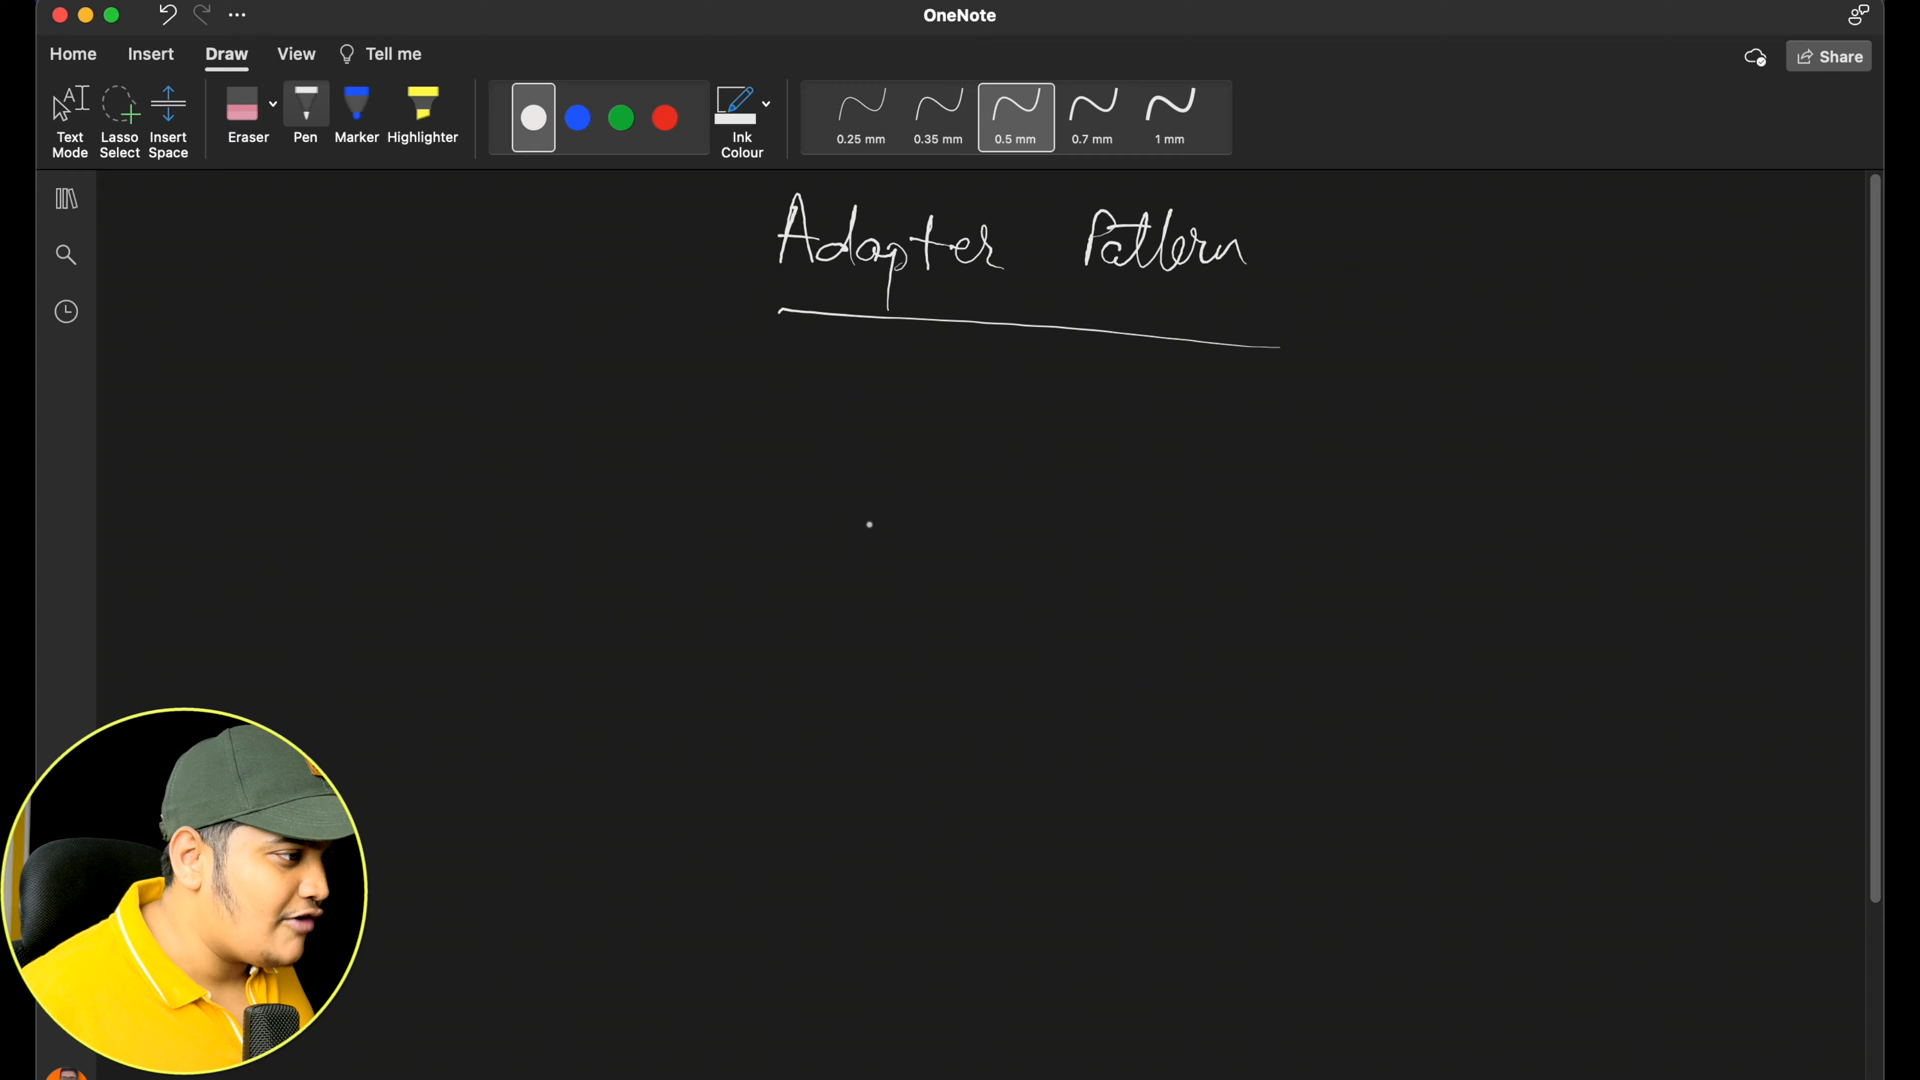 OneNote
Home Insert Draw View Tell me
Share
Text Mode
Lasso Select
Insert Space
Eraser
Pen
Marker
Highlighter
Ink Colour
0.25 mm
0.35 mm
0.5 mm
0.7 mm
1 mm
Adapter Pattern